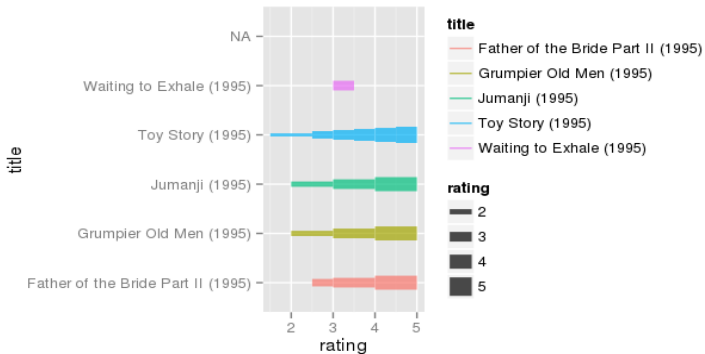 title
NA
Waiting to Exhale (1995)
Toy Story (1995)
Jumanji (1995)
Grumpier Old Men (1995)
Father of the Bride Part II (1995)
2 3 4 5
rating
title
Father of the Bride Part II (1995)
Grumpier Old Men (1995)
Jumanji (1995)
Toy Story (1995)
Waiting to Exhale (1995)
rating
2
3
4
5